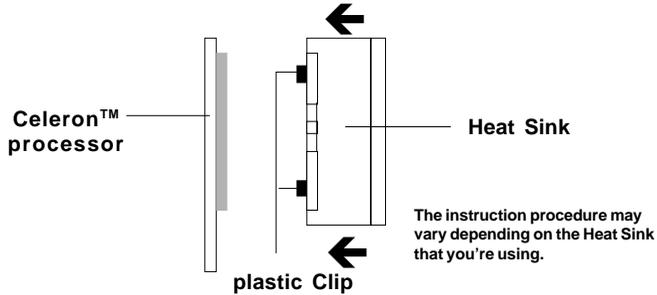 Celeron™
processor
Heat Sink
The instruction procedure may
vary depending on the Heat Sink
that you're using.
plastic Clip